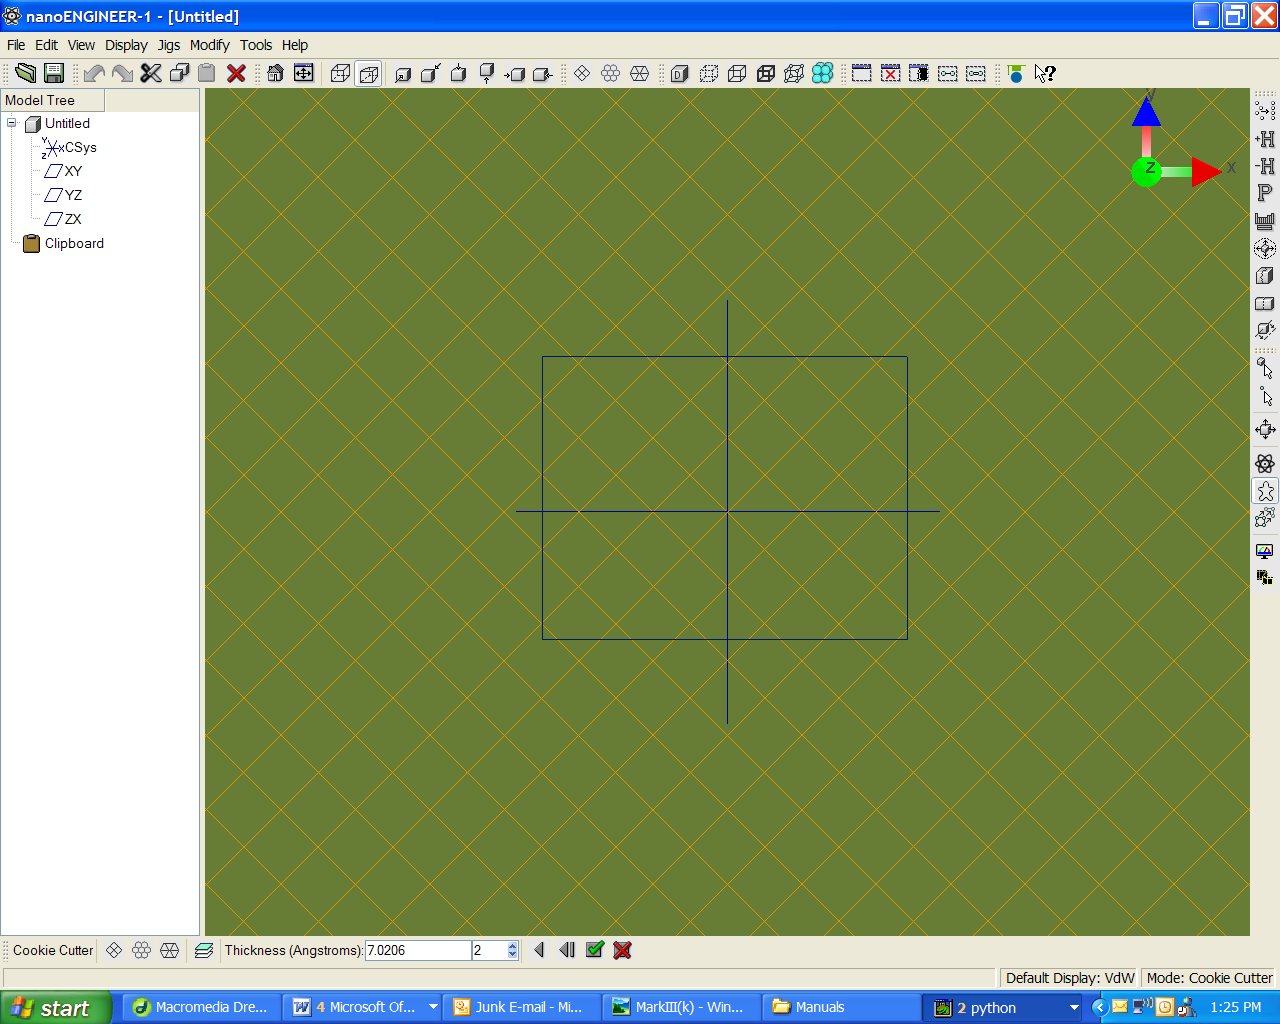 nanoENGINEER-1 - [Untitled]
File Edit View Display Jigs Modify Tools Help
Model Tree
Untitled
CSys
XY
YZ
ZX
Clipboard
Y
Z
X
+H
-H
P
Cookie Cutter Thickness (Angstroms): 7.0206 2
Default Display: VdW Mode: Cookie Cutter
start Macromedia Dre... 4 Microsoft Of... Junk E-mail - Mi... MarkIII(k) - Win... Manuals 2 python 1:25 PM